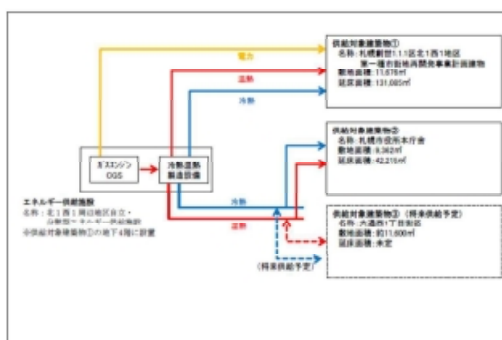 供給対象建築物①
名称:札幌創世1.1.1区北1西1地区
第一種市街地再開発事業計画建物
敷地面積:11,676㎡
延床面積:131,885㎡
電力
温熱
冷熱
供給対象建築物②
名称:札幌市役所本庁舎
敷地面積:9,362㎡
延床面積:42,215㎡
ガスエンジン
CGS
冷熱温熱
製造設備
エネルギー供給施設
名称:北1西1周辺地区自立・
分散型エネルギー供給施設
※供給対象建築物①の地下4階に設置
冷熱
温熱
供給対象建築物③ (将来供給予定)
名称:大通西1丁目街区
敷地面積:約11,600㎡
延床面積:未定
(将来供給予定)